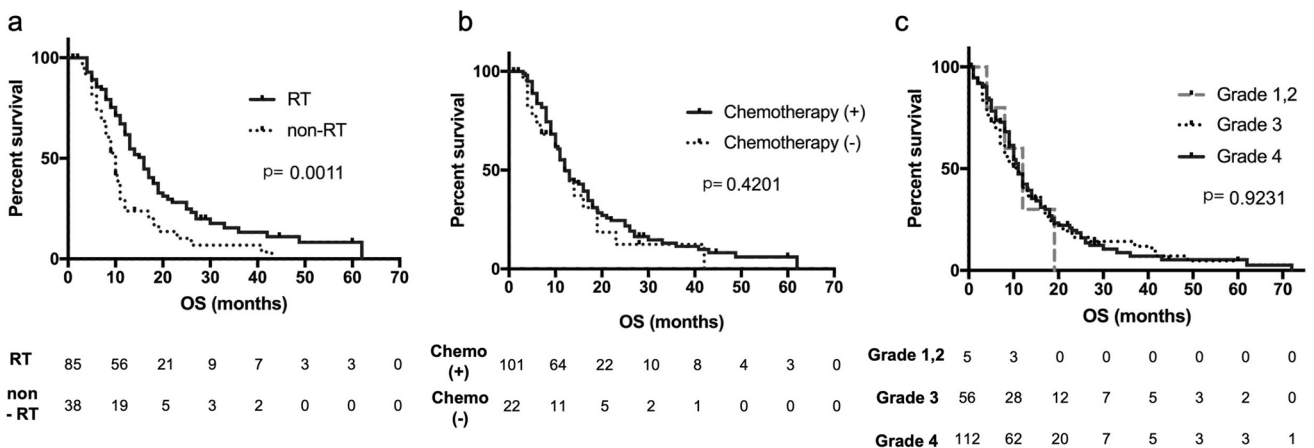 a
Percent survival
100
50
0
RT
non-RT
p= 0.0011
0 10 20 30 40 50 60 70
OS (months)
RT 85 56 21 9 7 3 3 0
non
- RT 38 19 5 3 2 0 0 0
b
Percent survival
100
50
0
Chemotherapy (+)
Chemotherapy (-)
p= 0.4201
0 10 20 30 40 50 60 70
OS (months)
Chemo
(+) 101 64 22 10 8 4 3 0
Chemo
(-) 22 11 5 2 1 0 0 0
c
Percent survival
100
50
0
Grade 1,2
Grade 3
Grade 4
p= 0.9231
0 10 20 30 40 50 60 70
OS (months)
Grade 1,2 5 3 0 0 0 0 0 0
Grade 3 56 28 12 7 5 3 2 0
Grade 4 112 62 20 7 5 3 3 1